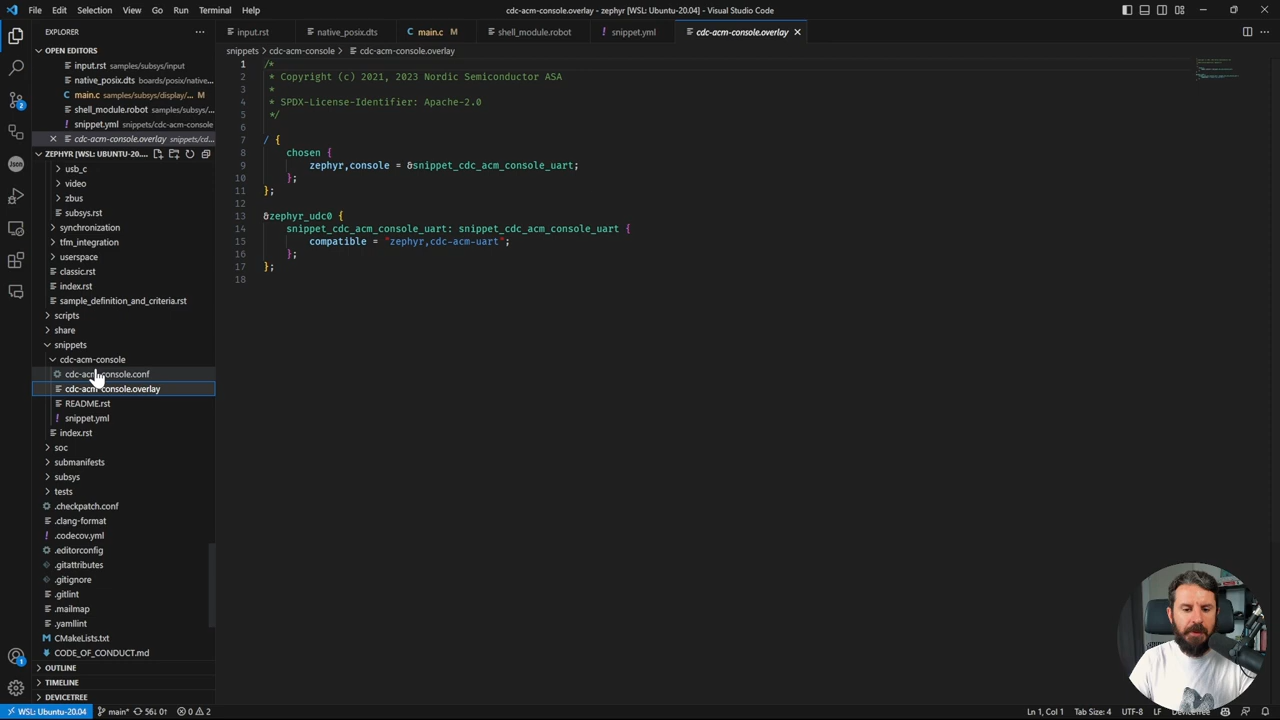 File Edit Selection View Go Run Terminal Help
cdc-acm-console.overlay - zephyr [WSL: Ubuntu-20.04] - Visual Studio Code
EXPLORER
OPEN EDITORS
input.rst samples/subsys/input
native_posix.dts boards/posix/native...
main.c samples/subsys/display/... M
shell_module.robot samples/subsys/...
snippet.yml snippets/cdc-acm-console
cdc-acm-console.overlay snippets/cd...
ZEPHYR [WSL: UBUNTU-20....
usb_c
video
zbus
subsys.rst
synchronization
tfm_integration
userspace
classic.rst
index.rst
sample_definition_and_criteria.rst
scripts
share
snippets
cdc-acm-console
cdc-acm-console.conf
cdc-acm-console.overlay
README.rst
snippet.yml
index.rst
soc
submanifests
subsys
tests
.checkpatch.conf
.clang-format
.codecov.yml
.editorconfig
.gitattributes
.gitignore
.gitlint
.mailmap
.yamllint
CMakeLists.txt
CODE_OF_CONDUCT.md
OUTLINE
TIMELINE
DEVICETREE
input.rst native_posix.dts main.c M shell_module.robot snippet.yml cdc-acm-console.overlay
snippets > cdc-acm-console > cdc-acm-console.overlay
1 /*
2 * Copyright (c) 2021, 2023 Nordic Semiconductor ASA
3 *
4 * SPDX-License-Identifier: Apache-2.0
5 */
6
7 / {
8 chosen {
9 zephyr,console = &snippet_cdc_acm_console_uart;
10 };
11 };
12
13 &zephyr_udc0 {
14 snippet_cdc_acm_console_uart: snippet_cdc_acm_console_uart {
15 compatible = "zephyr,cdc-acm-uart";
16 };
17 };
18
2
Json
1
WSL: Ubuntu-20.04 main* 56↓ 0↑ 0 2
Ln 1, Col 1 Tab Size: 4 UTF-8 LF DeviceTree